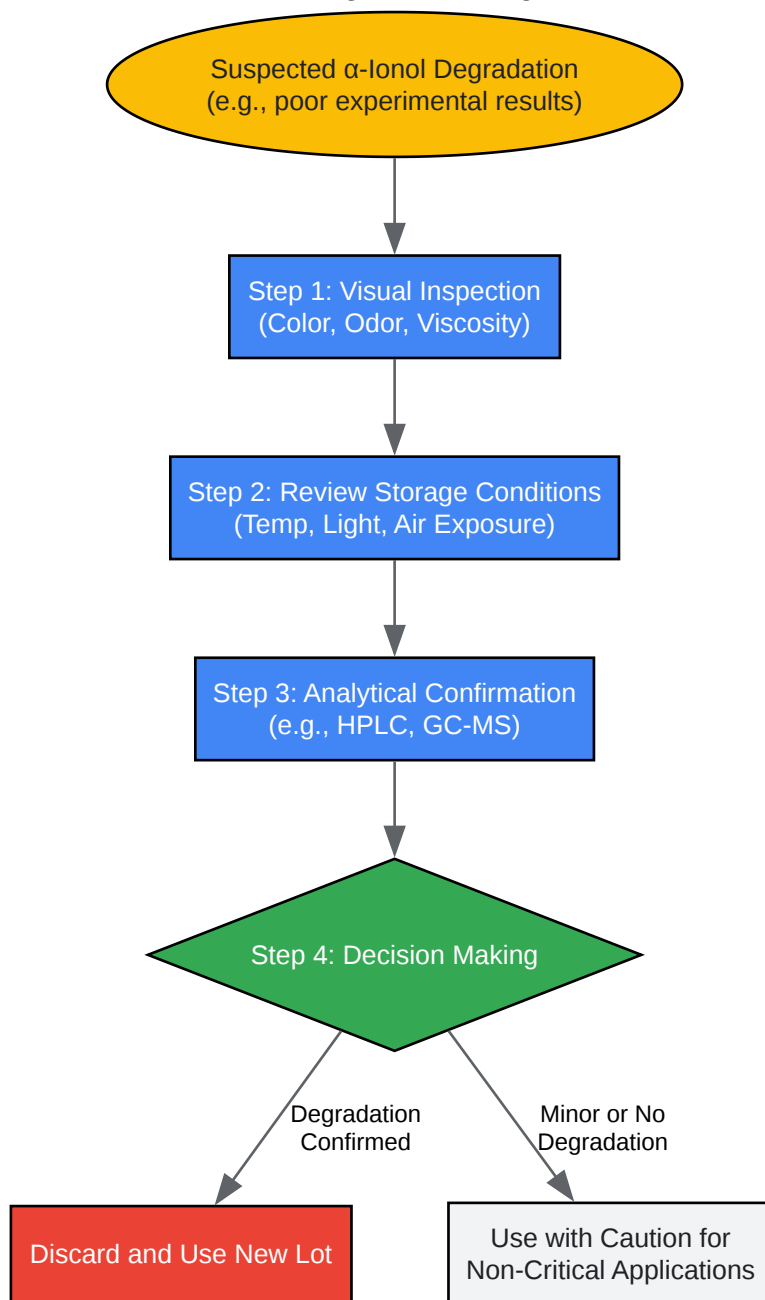 Suspected α-Ionol Degradation
(e.g., poor experimental results)
Step 1: Visual Inspection
(Color, Odor, Viscosity)
Step 2: Review Storage Conditions
(Temp, Light, Air Exposure)
Step 3: Analytical Confirmation
(e.g., HPLC, GC-MS)
Step 4: Decision Making
Degradation
Confirmed
Minor or No
Degradation
Discard and Use New Lot
Use with Caution for
Non-Critical Applications